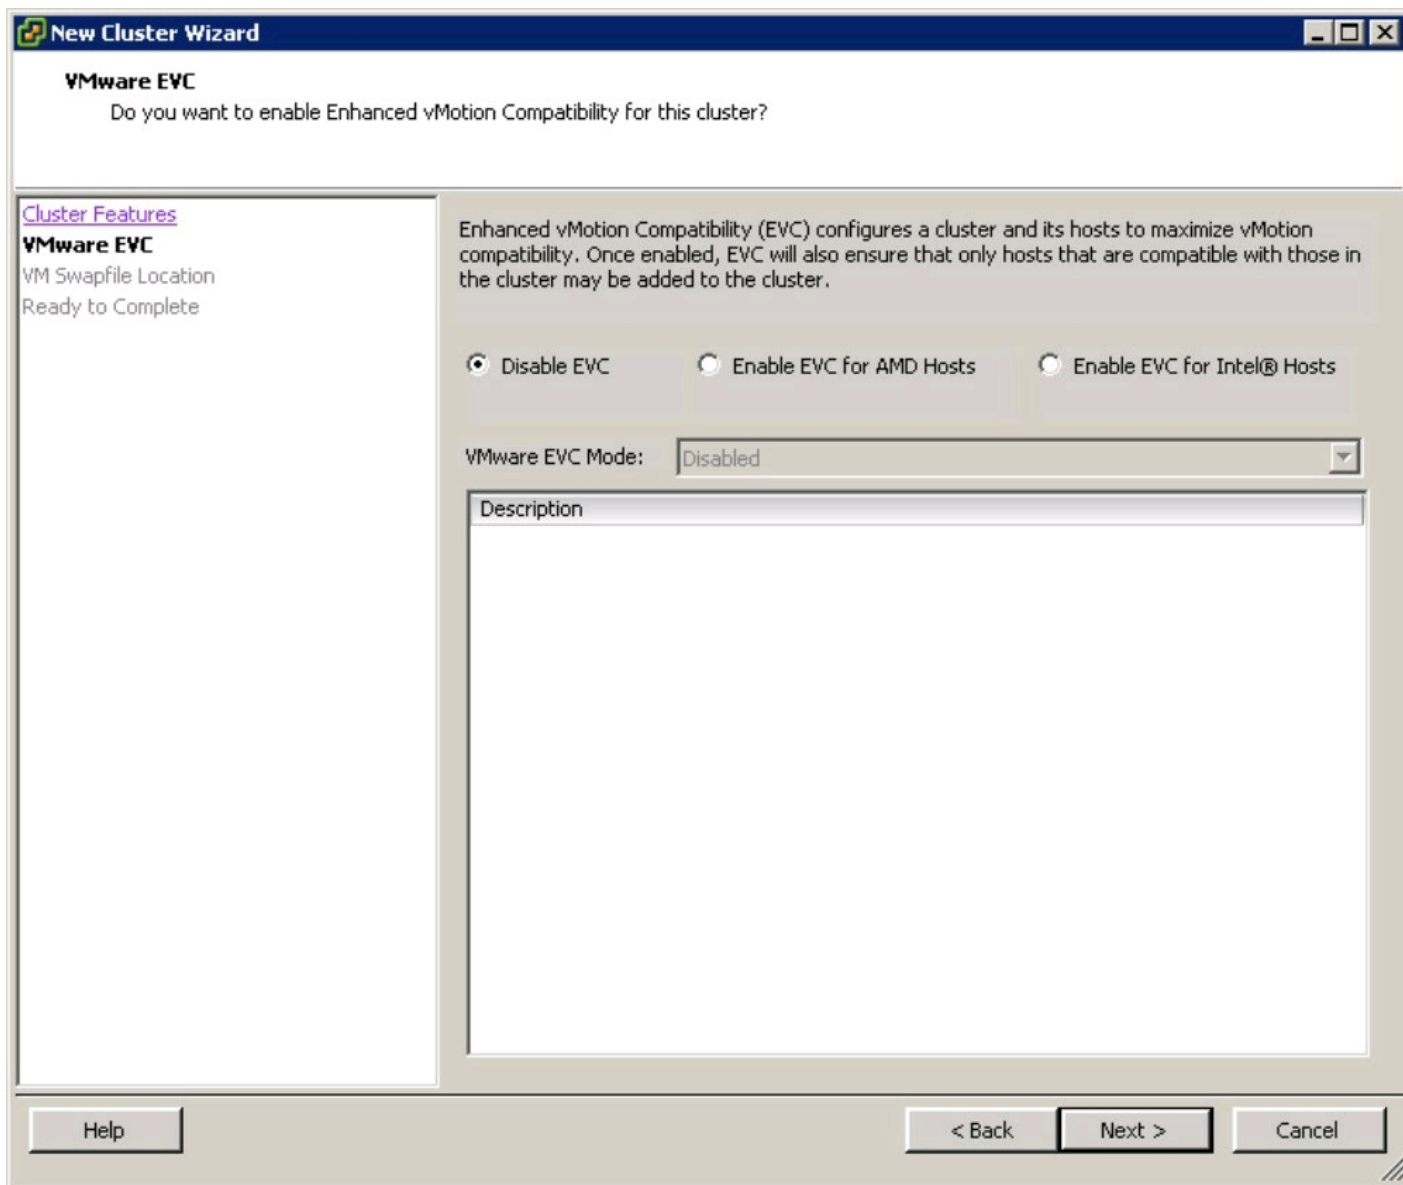 New Cluster Wizard
VMware EVC
Do you want to enable Enhanced vMotion Compatibility for this cluster?
Cluster Features
VMware EVC
VM Swapfile Location
Ready to Complete
Enhanced vMotion Compatibility (EVC) configures a cluster and its hosts to maximize vMotion
compatibility. Once enabled, EVC will also ensure that only hosts that are compatible with those in
the cluster may be added to the cluster.
Disable EVC Enable EVC for AMD Hosts Enable EVC for Intel® Hosts
VMware EVC Mode: Disabled
Description
Help < Back Next > Cancel